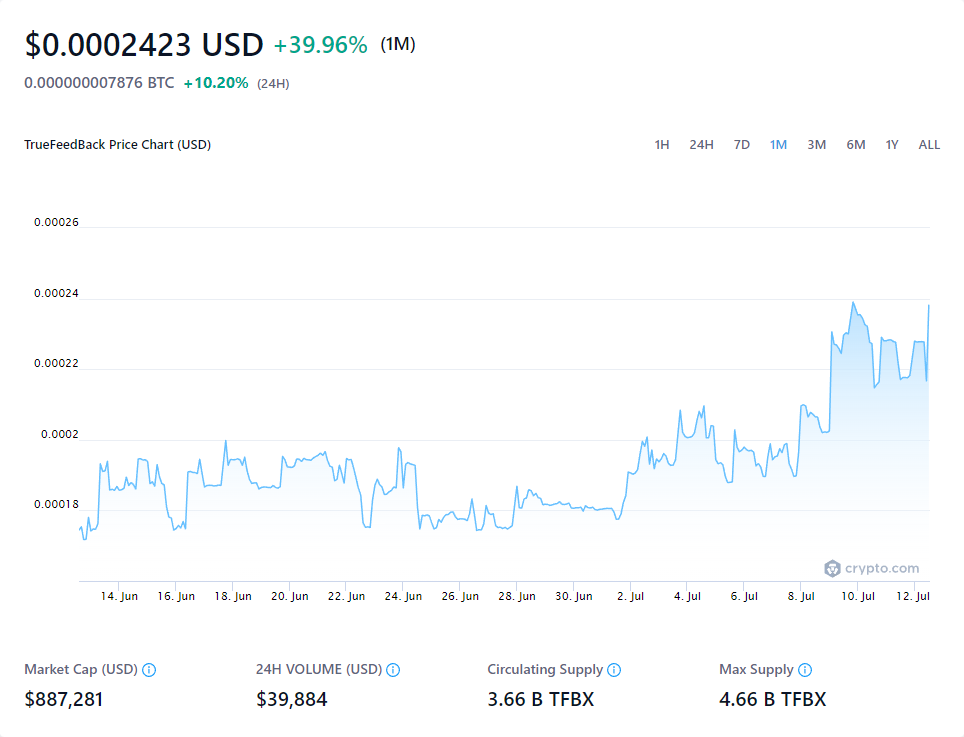 $0.0002423 USD +39.96% (1M)
0.000000007876 BTC +10.20% (24H)
TrueFeedBack Price Chart (USD) 1H 24H 7D 1M 3M 6M 1Y ALL
0.00026
0.00024
0.00022
0.0002
0.00018
crypto.com
14. Jun 16. Jun 18. Jun 20. Jun 22. Jun 24. Jun 26. Jun 28. Jun 30. Jun 2. Jul 4. Jul 6. Jul 8. Jul 10. Jul 12. Jul
Market Cap (USD) 24H VOLUME (USD) Circulating Supply Max Supply
$887,281 $39,884 3.66 B TFBX 4.66 B TFBX